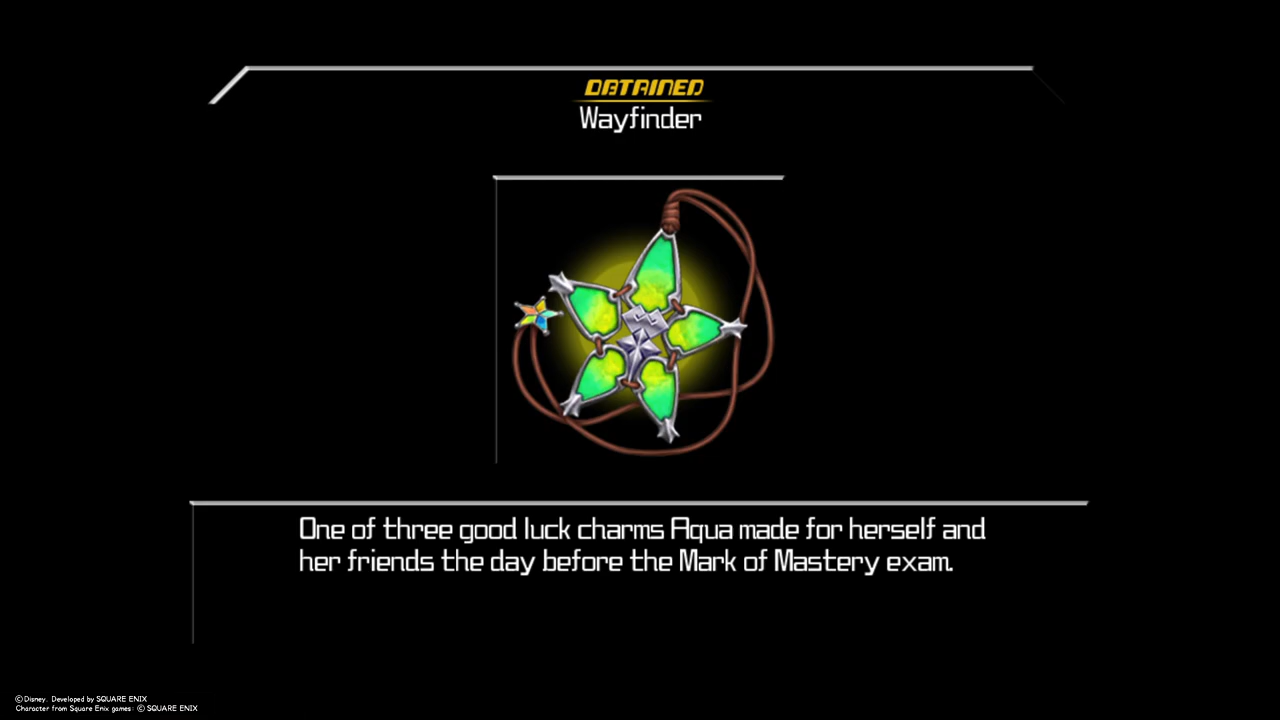 OBTAINED
Wayfinder
One of three good luck charms Aqua made for herself and
her friends the day before the Mark of Mastery exam.
©Disney. Developed by SQUARE ENIX
Character from Square Enix games: © SQUARE ENIX